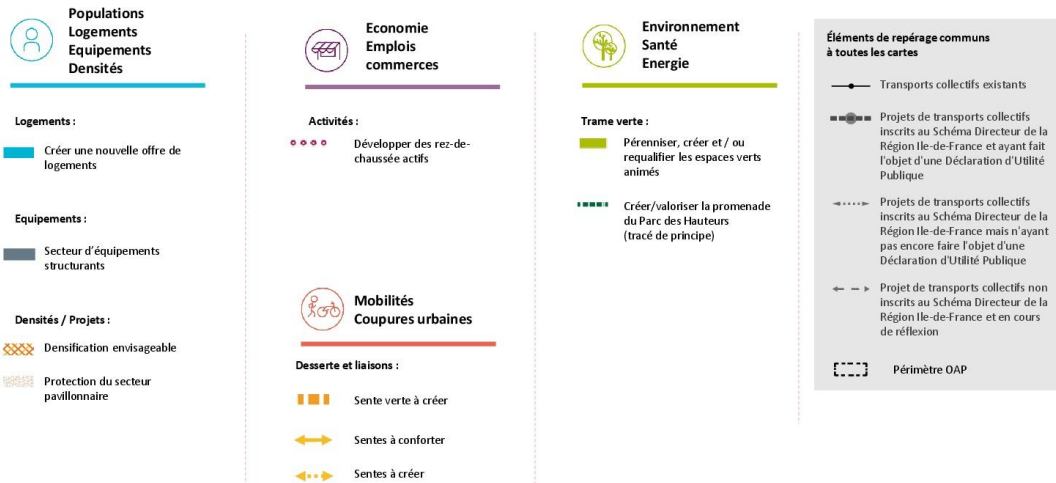 Populations
Logements
Equipements
Densités
Logements :
Créer une nouvelle offre de
logements
Equipements :
Secteur d'équipements
structurants
Densités / Projets :
Densification envisageable
Protection du secteur
pavillonnaire
Economie
Emplois
commerces
Activités :
Développer des rez-de-
chaussée actifs
Mobilités
Coupures urbaines
Desserte et liaisons :
Sente verte à créer
Sentes à conforter
Sentes à créer
Environnement
Santé
Energie
Trame verte :
Pérenniser, créer et / ou
requalifier les espaces verts
animés
Créer/valoriser la promenade
du Parc des Hauteurs
(tracé de principe)
Éléments de repérage communs
à toutes les cartes
Transports collectifs existants
Projets de transports collectifs
inscrits au Schéma Directeur de la
Région Ile-de-France et ayant fait
l'objet d'une Déclaration d'Utilité
Publique
Projets de transports collectifs
inscrits au Schéma Directeur de la
Région Ile-de-France mais n'ayant
pas encore faire l'objet d'une
Déclaration d'Utilité Publique
Projet de transports collectifs non
inscrits au Schéma Directeur de la
Région Ile-de-France et en cours
de réflexion
Périmètre OAP